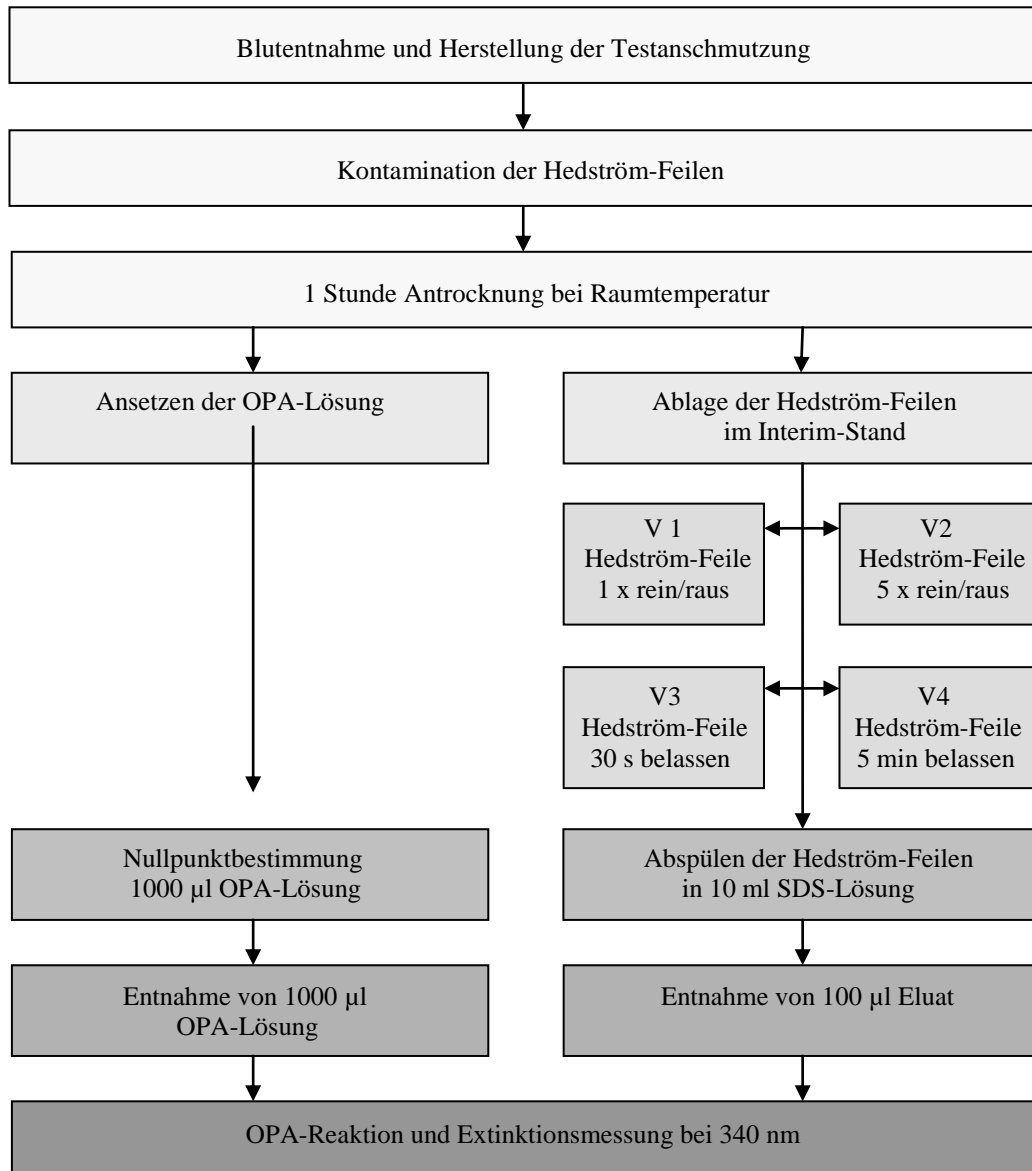 Blutentnahme und Herstellung der Testanschmutzung
Kontamination der Hedström-Feilen
1 Stunde Antrocknung bei Raumtemperatur
Ansetzen der OPA-Lösung
Ablage der Hedström-Feilen
im Interim-Stand
V 1
Hedström-Feile
1 x rein/raus
V2
Hedström-Feile
5 x rein/raus
V3
Hedström-Feile
30 s belassen
V4
Hedström-Feile
5 min belassen
Nullpunktbestimmung
1000 µl OPA-Lösung
Abspülen der Hedström-Feilen
in 10 ml SDS-Lösung
Entnahme von 1000 µl
OPA-Lösung
Entnahme von 100 µl Eluat
OPA-Reaktion und Extinktionsmessung bei 340 nm